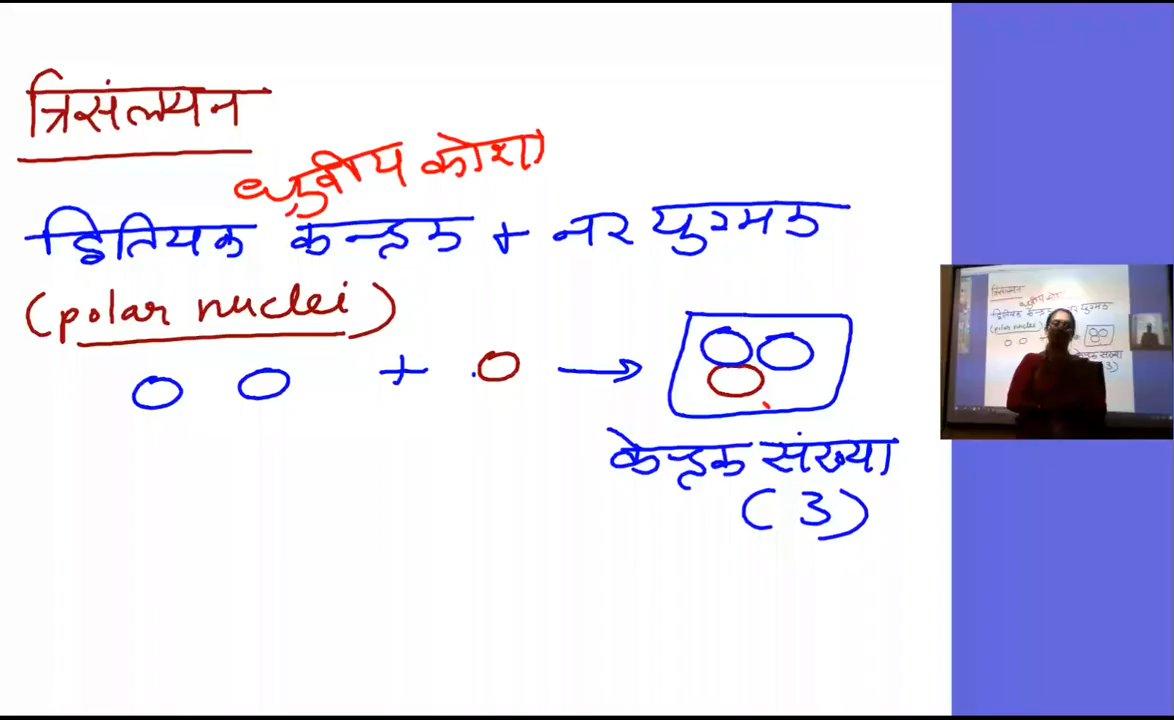 त्रिसंलयन
ध्रुवीय कोशा
द्वितियक केन्द्रक + नर युग्मक
(polar nuclei)
+ →
केन्द्रक संख्या
(3)